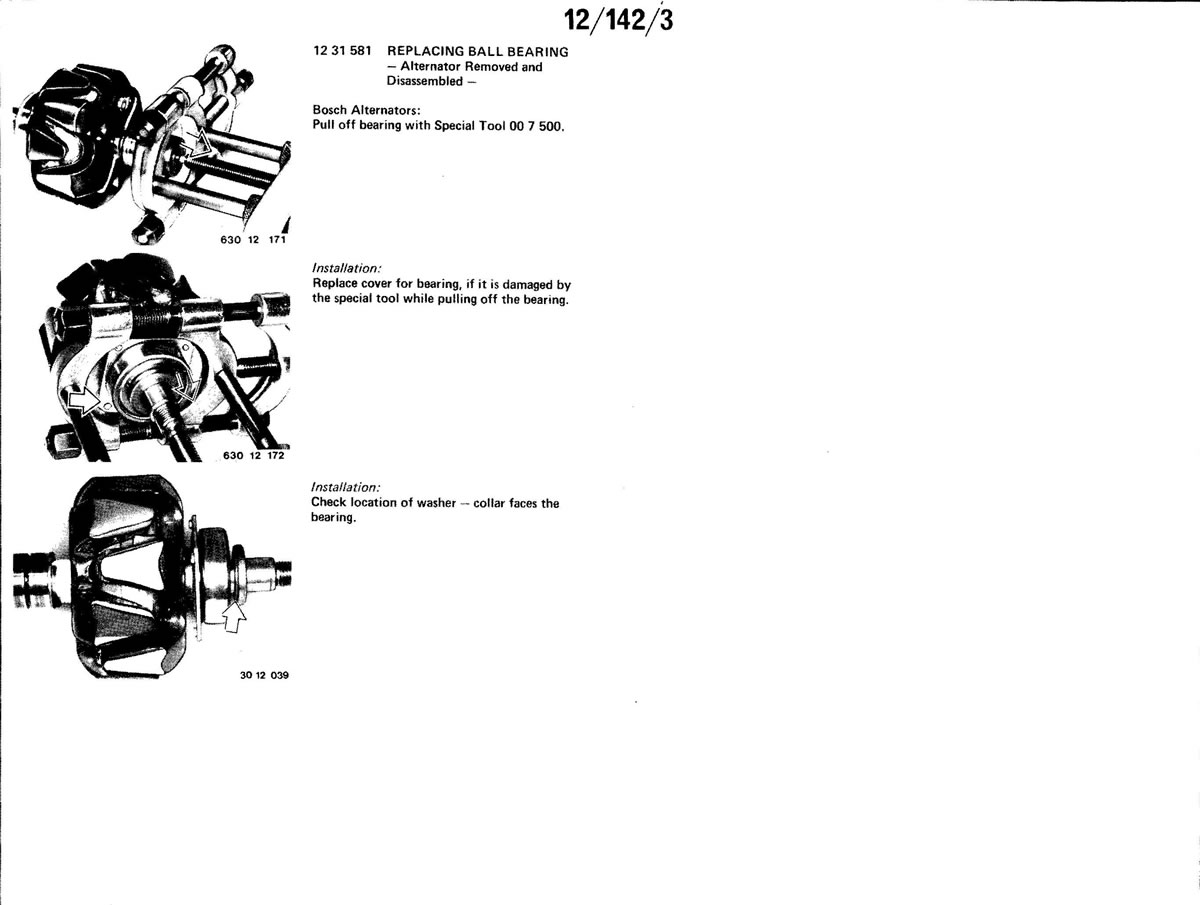 12/142/3
12 31 581 REPLACING BALL BEARING
— Alternator Removed and
Disassembled —
Bosch Alternators:
Pull off bearing with Special Tool 00 7 500.
630 12 171
Installation:
Replace cover for bearing, if it is damaged by
the special tool while pulling off the bearing.
630 12 172
Installation:
Check location of washer — collar faces the
bearing.
30 12 039